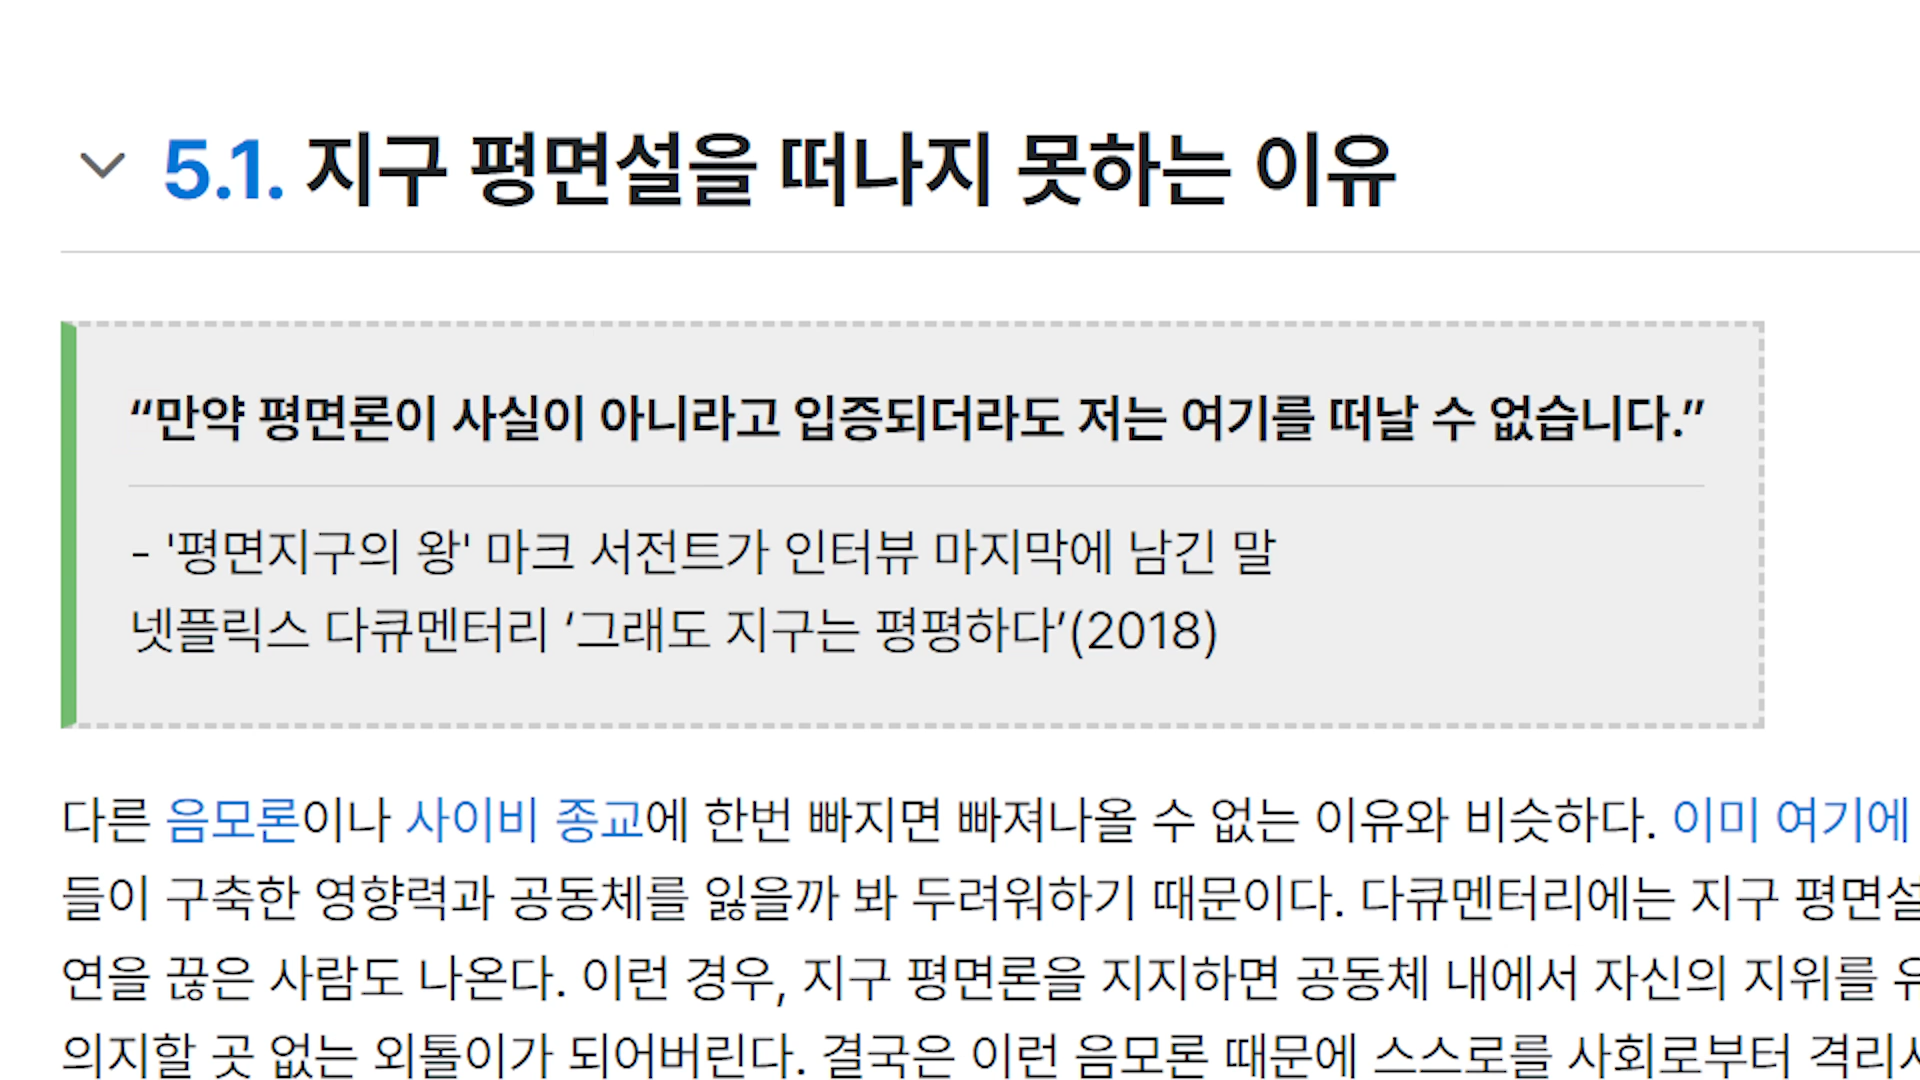 5.1. 지구 평면설을 떠나지 못하는 이유
“만약 평면론이 사실이 아니라고 입증되더라도 저는 여기를 떠날 수 없습니다.”
- '평면지구의 왕' 마크 서전트가 인터뷰 마지막에 남긴 말
넷플릭스 다큐멘터리 ‘그래도 지구는 평평하다’(2018)
다른 음모론이나 사이비 종교에 한번 빠지면 빠져나올 수 없는 이유와 비슷하다. 이미 여기에
들이 구축한 영향력과 공동체를 잃을까 봐 두려워하기 때문이다. 다큐멘터리에는 지구 평면설
연을 끊은 사람도 나온다. 이런 경우, 지구 평면론을 지지하면 공동체 내에서 자신의 지위를
의지할 곳 없는 외톨이가 되어버린다. 결국은 이런 음모론 때문에 스스로를 사회로부터